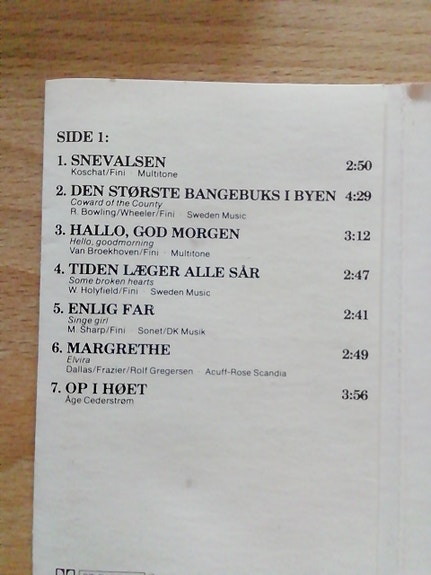 SIDE 1:
1. SNEVALSEN 2:50
Koschat/Fini · Multitone
2. DEN STØRSTE BANGEBUKS I BYEN 4:29
Coward of the County
R. Bowling/Wheeler/Fini · Sweden Music
3. HALLO, GOD MORGEN 3:12
Hello, goodmorning
Van Broekhoven/Fini · Multitone
4. TIDEN LÆGER ALLE SÅR 2:47
Some broken hearts
W. Holyfield/Fini · Sweden Music
5. ENLIG FAR 2:41
Singe girl
M. Sharp/Fini · Sonet/DK Musik
6. MARGRETHE 2:49
Elvira
Dallas/Frazier/Rolf Gregersen · Acuff-Rose Scandia
7. OP I HØET 3:56
Åge Cederstrøm